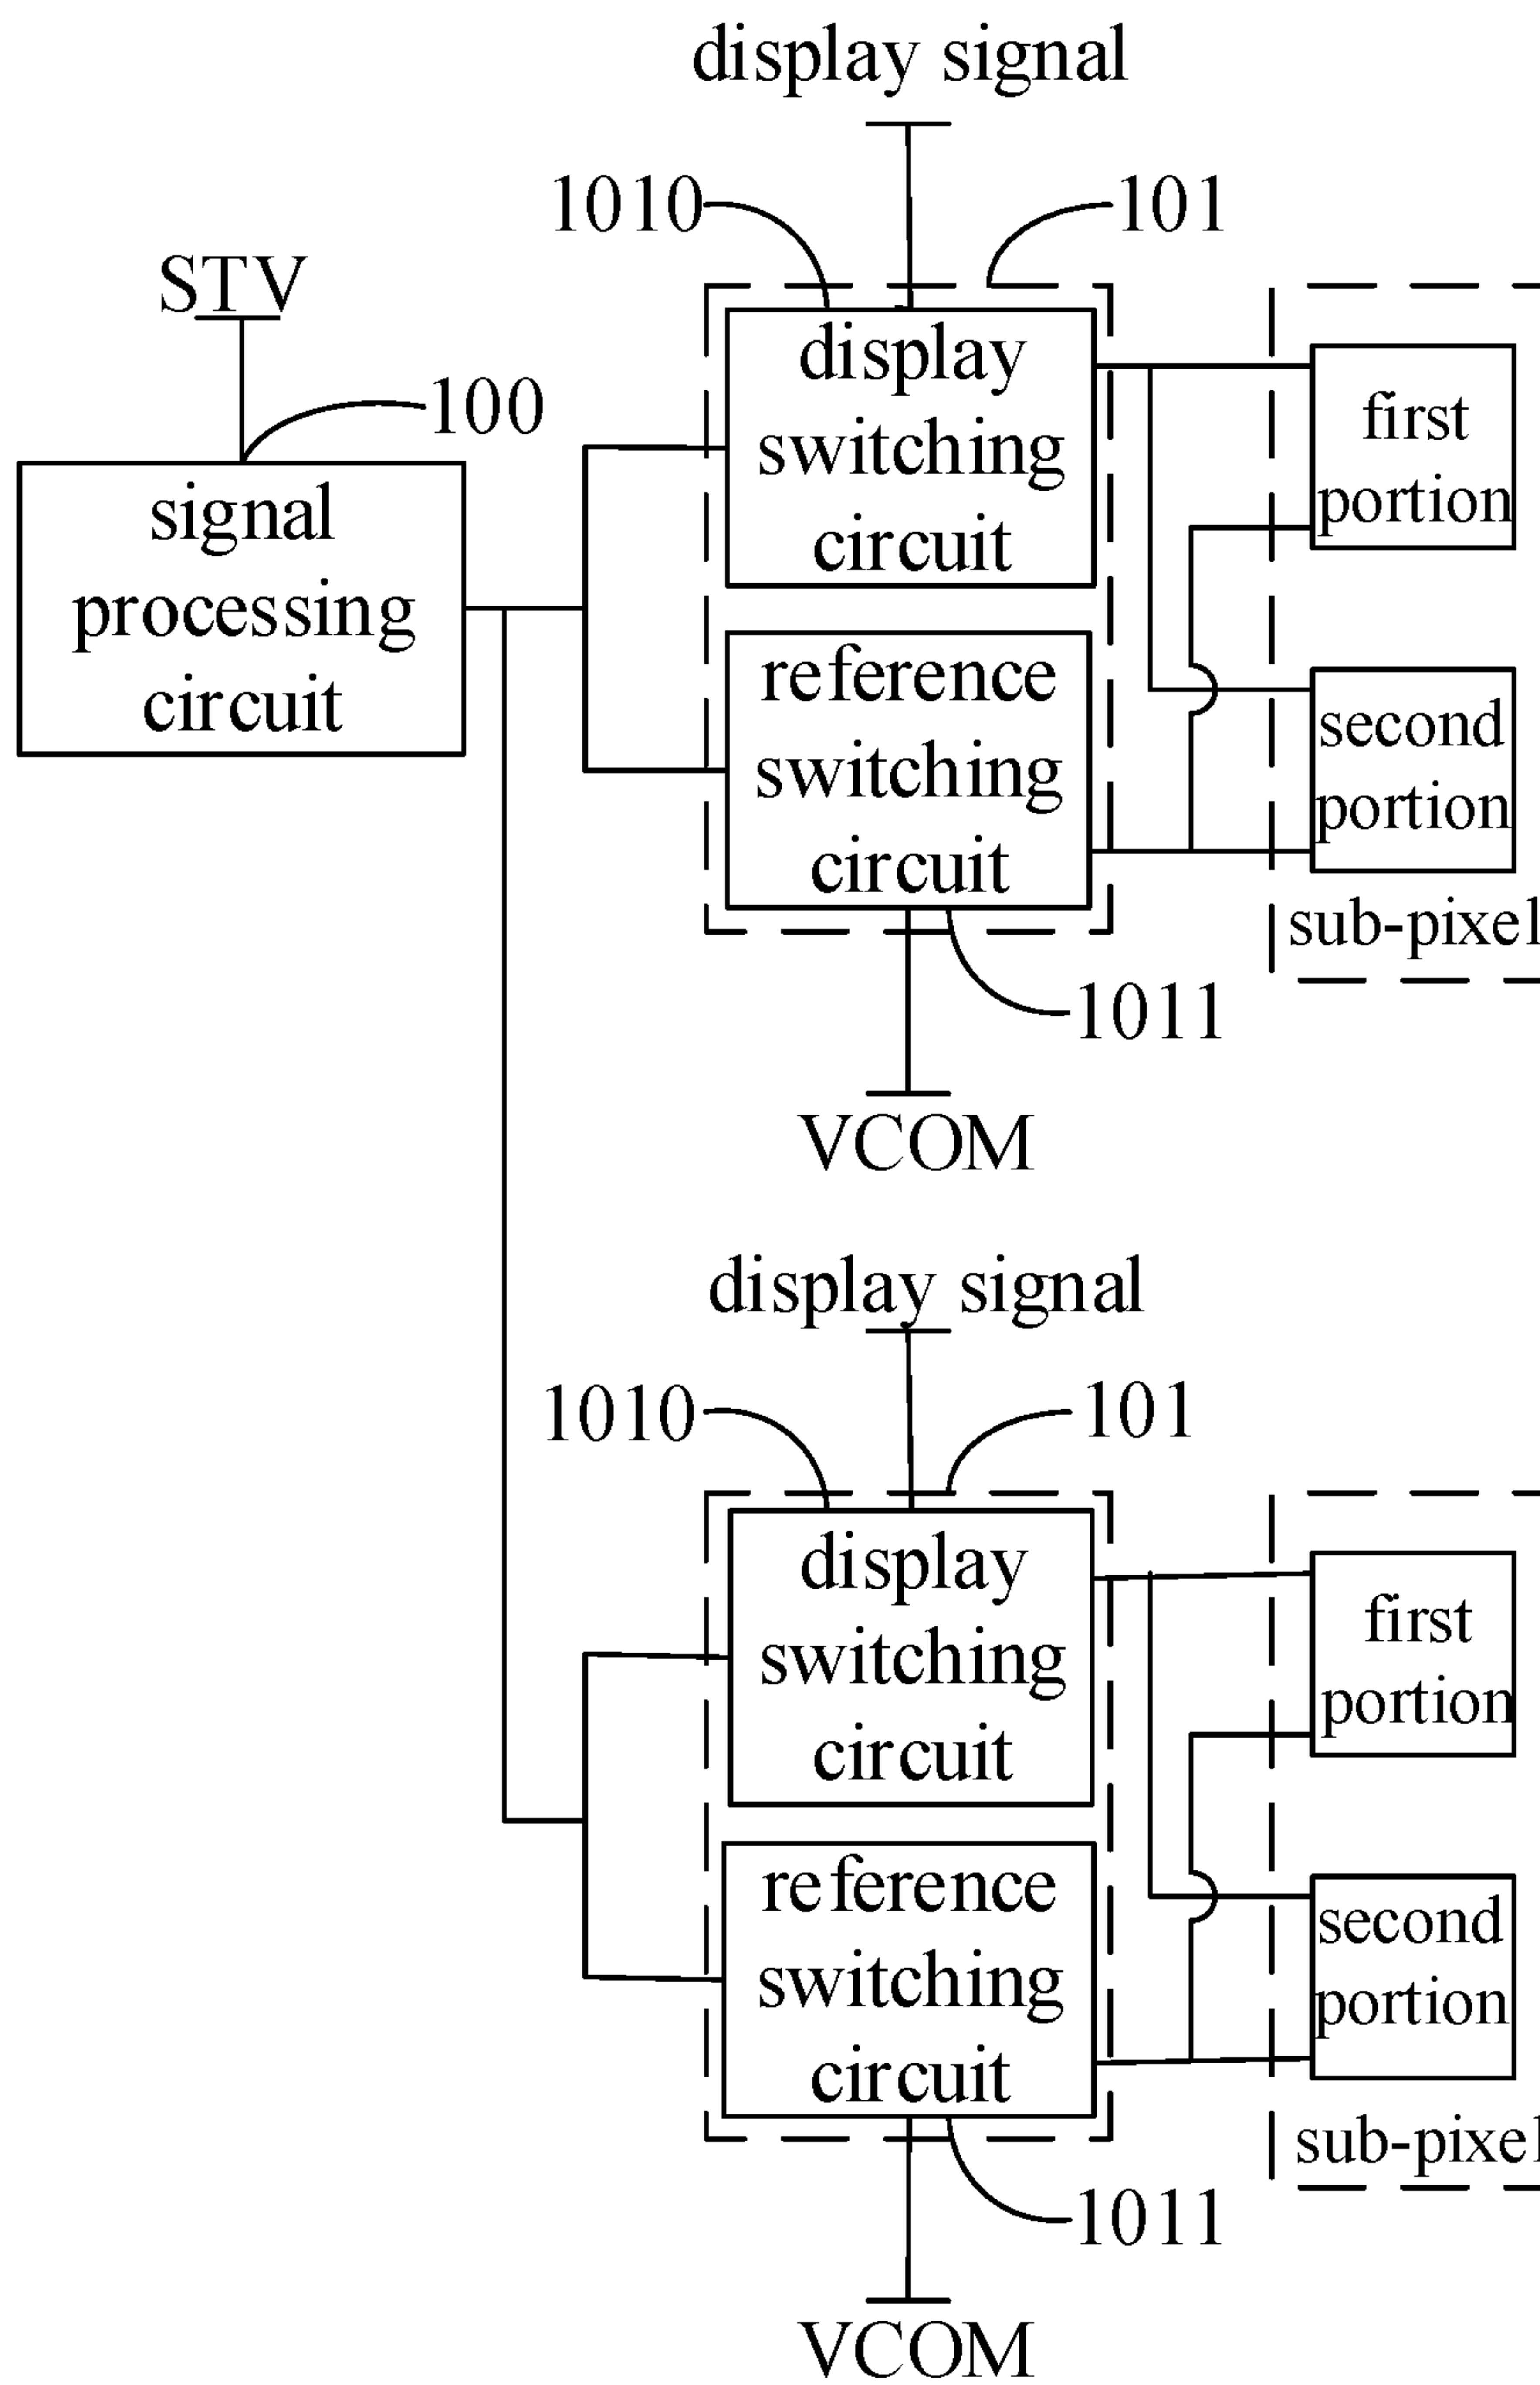 display signal
1010
101
STV
100
signal
processing
circuit
display
switching
circuit
reference
switching
circuit
first
portion
second
portion
sub-pixel
1011
VCOM
display signal
1010
101
display
switching
circuit
reference
switching
circuit
first
portion
second
portion
sub-pixel
1011
VCOM